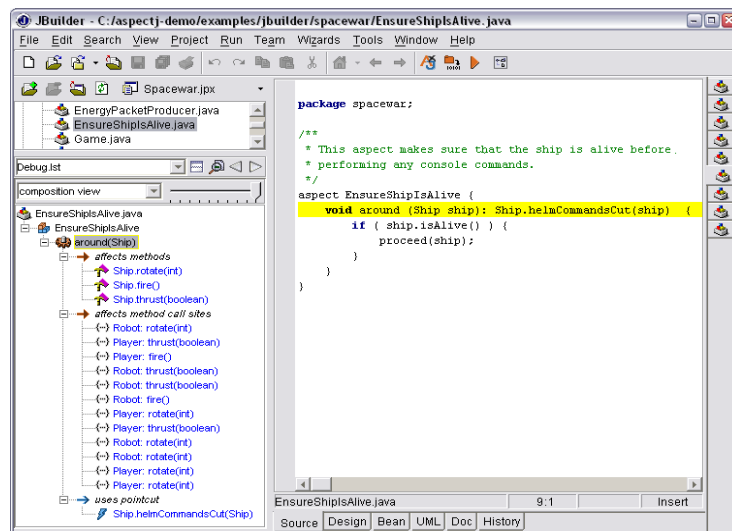 JBuilder - C:/aspectj-demo/examples/jbuilder/spacewar/EnsureShipIsAlive.java
File Edit Search View Project Run Team Wizards Tools Window Help
Spacewar.jpx
EnergyPacketProducer.java
EnsureShipIsAlive.java
Game.java
Debug.lst
composition view
EnsureShipIsAlive.java
EnsureShipIsAlive
around(Ship)
affects methods
Ship.rotate(int)
Ship.fire()
Ship.thrust(boolean)
affects method call sites
Robot: rotate(int)
Player: thrust(boolean)
Player: fire()
Robot: thrust(boolean)
Robot: thrust(boolean)
Robot: fire()
Player: rotate(int)
Player: thrust(boolean)
Robot: rotate(int)
Robot: rotate(int)
Player: rotate(int)
Player: rotate(int)
uses pointcut
Ship.helmCommandsCut(Ship)
package spacewar;
/**
* This aspect makes sure that the ship is alive before
* performing any console commands.
*/
aspect EnsureShipIsAlive {
void around (Ship ship): Ship.helmCommandsCut(ship) {
if ( ship.isAlive() ) {
proceed(ship);
}
}
}
EnsureShipIsAlive.java 9:1 Insert
Source Design Bean UML Doc History